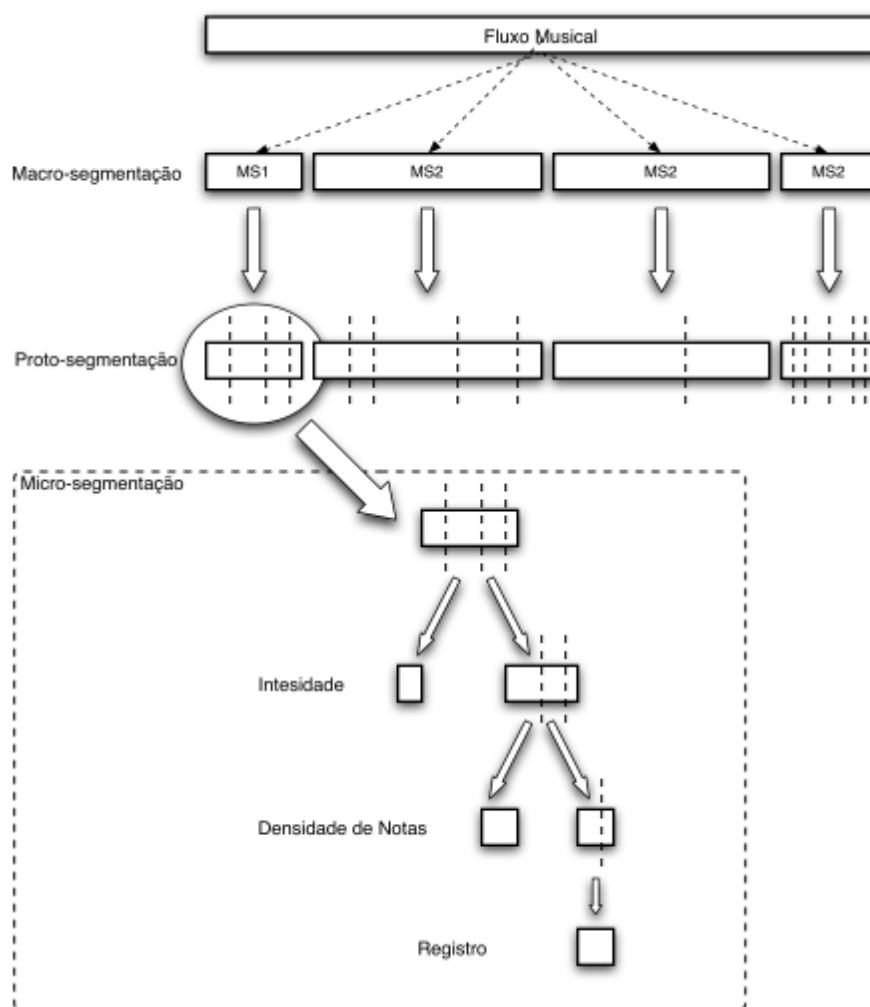 Fluxo Musical
Macro-segmentação
MS1
MS2
MS2
MS2
Proto-segmentação
Micro-segmentação
Intesidade
Densidade de Notas
Registro